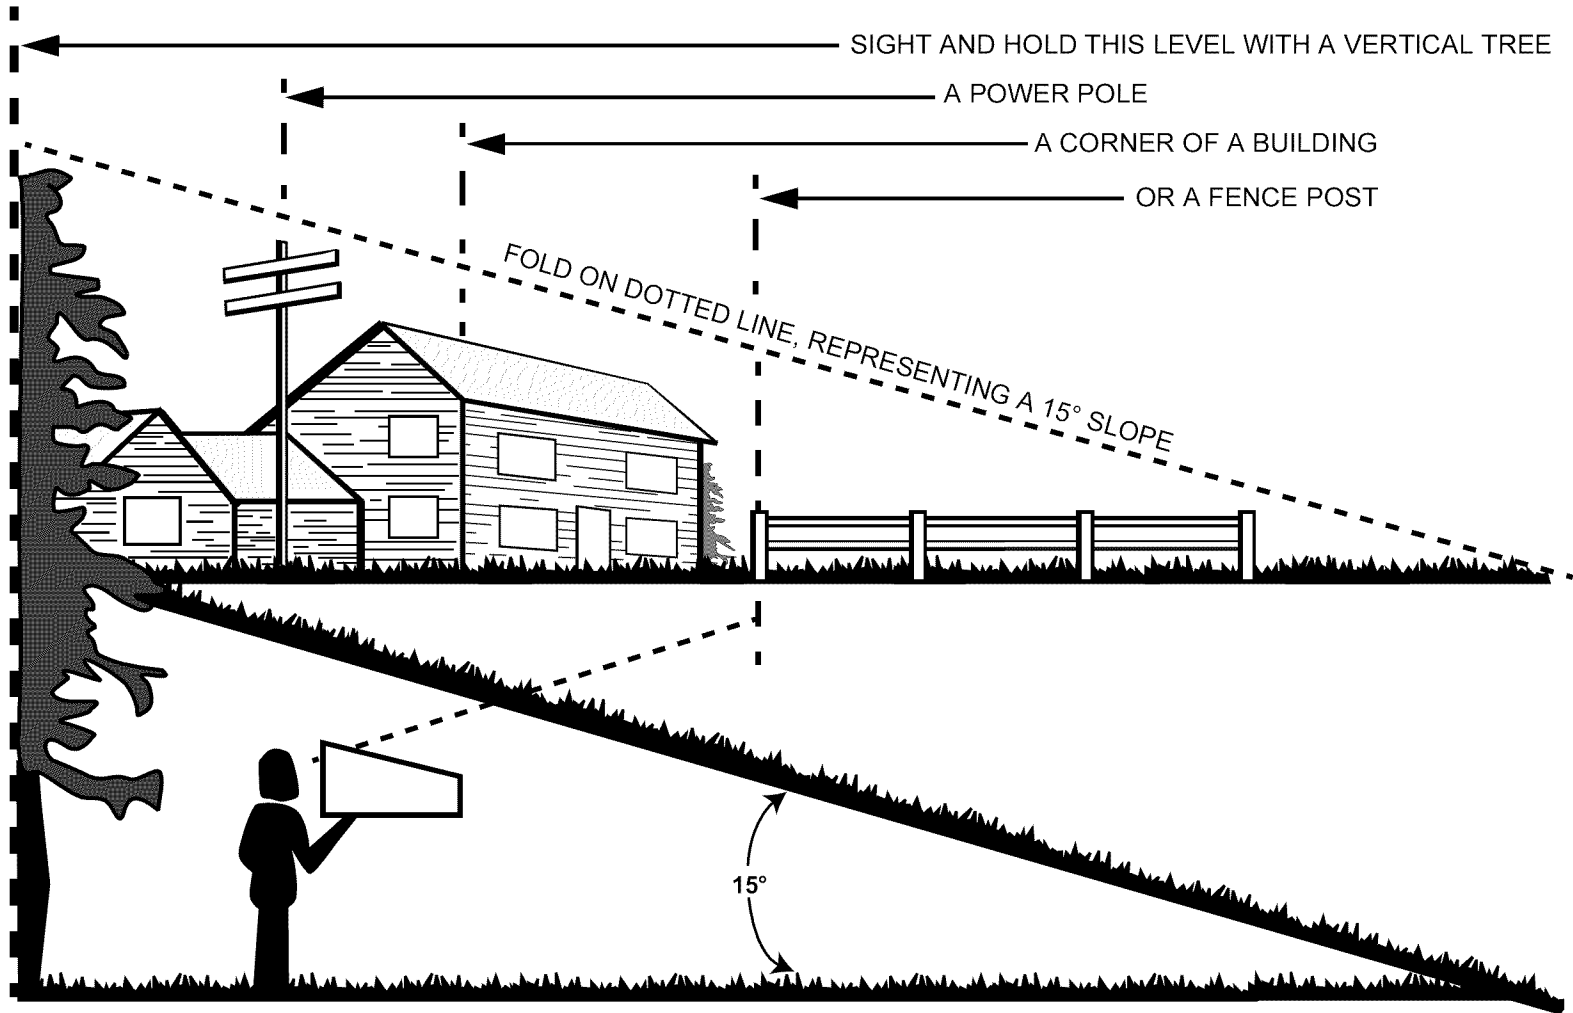 SIGHT AND HOLD THIS LEVEL WITH A VERTICAL TREE
A POWER POLE
A CORNER OF A BUILDING
OR A FENCE POST
FOLD ON DOTTED LINE, REPRESENTING A 15° SLOPE
15°